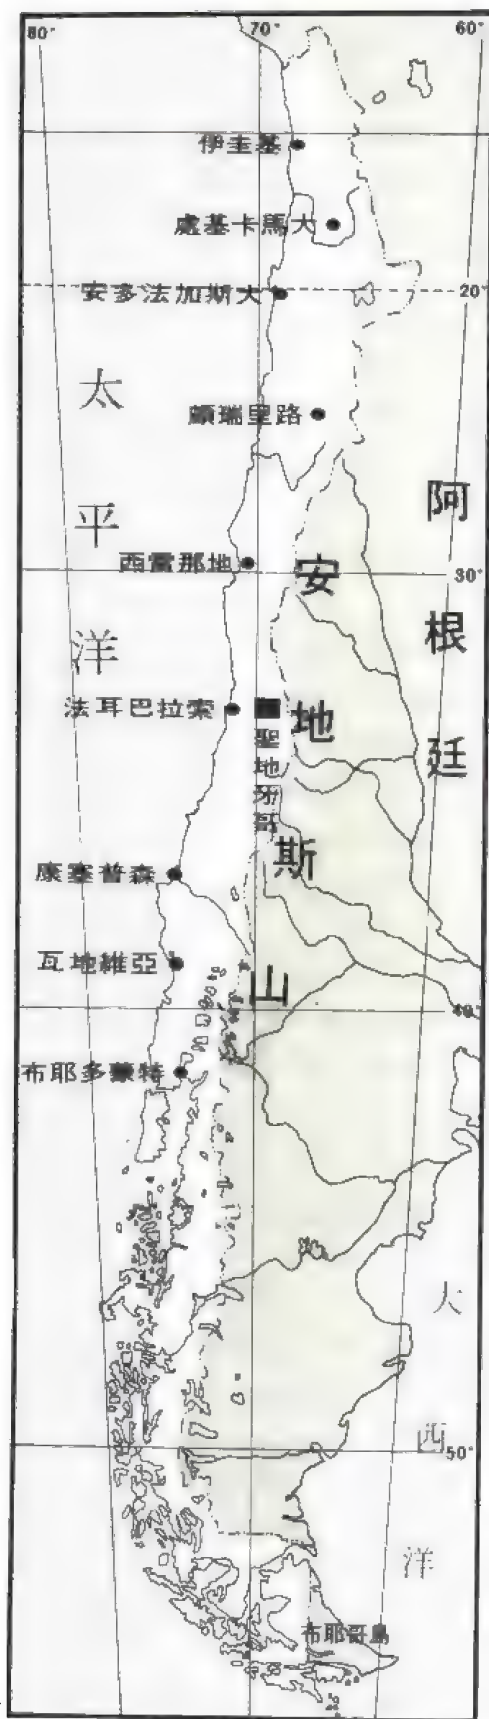 80°
70°
60°
伊圭基
處基卡馬大
安多法加斯大
20°
太平洋
頗瑞里路
阿根廷
西雷那地
安地斯山
30°
法耳巴拉索
聖地牙哥
康塞普森
瓦地維亞
40°
布耶多蒙特
大西洋
50°
布耶哥島